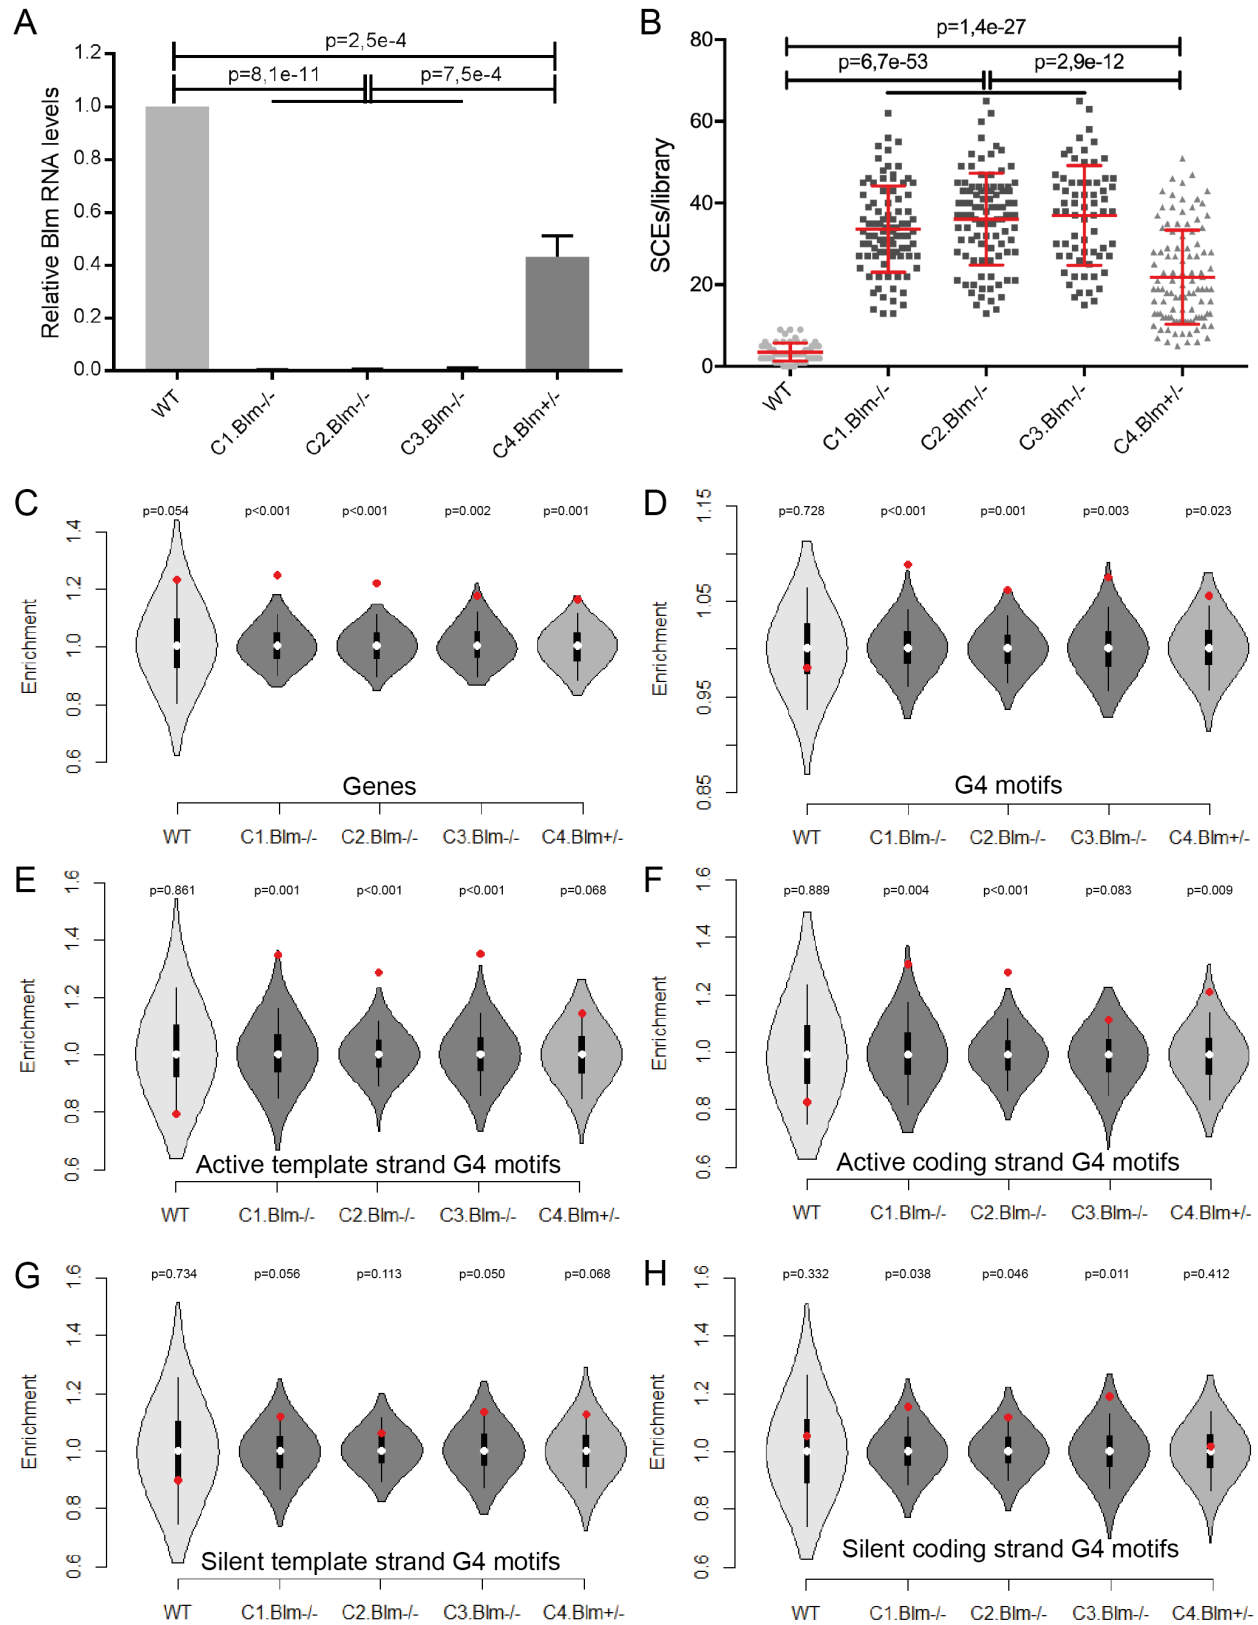 A
p=2,5e-4
p=8,1e-11 p=7,5e-4
Relative Blm RNA levels
1.2
1.0
0.8
0.6
0.4
0.2
0.0
WT C1.Blm-/- C2.Blm-/- C3.Blm-/- C4.Blm+/-
B
p=1,4e-27
p=6,7e-53 p=2,9e-12
SCEs/library
80
60
40
20
0
WT C1.Blm-/- C2.Blm-/- C3.Blm-/- C4.Blm+/-
C
p=0.054 p<0.001 p<0.001 p=0.002 p=0.001
Enrichment
1.4
1.2
1.0
0.8
0.6
Genes
WT C1.Blm-/- C2.Blm-/- C3.Blm-/- C4.Blm+/-
D
p=0.728 p<0.001 p=0.001 p=0.003 p=0.023
Enrichment
1.15
1.05
0.95
0.85
G4 motifs
WT C1.Blm-/- C2.Blm-/- C3.Blm-/- C4.Blm+/-
E
p=0.861 p=0.001 p<0.001 p<0.001 p=0.068
Enrichment
1.6
1.4
1.2
1.0
0.8
0.6
Active template strand G4 motifs
WT C1.Blm-/- C2.Blm-/- C3.Blm-/- C4.Blm+/-
F
p=0.889 p=0.004 p<0.001 p=0.083 p=0.009
Enrichment
1.6
1.4
1.2
1.0
0.8
0.6
Active coding strand G4 motifs
WT C1.Blm-/- C2.Blm-/- C3.Blm-/- C4.Blm+/-
G
p=0.734 p=0.056 p=0.113 p=0.050 p=0.068
Enrichment
1.6
1.4
1.2
1.0
0.8
0.6
Silent template strand G4 motifs
WT C1.Blm-/- C2.Blm-/- C3.Blm-/- C4.Blm+/-
H
p=0.332 p=0.038 p=0.046 p=0.011 p=0.412
Enrichment
1.6
1.4
1.2
1.0
0.8
0.6
Silent coding strand G4 motifs
WT C1.Blm-/- C2.Blm-/- C3.Blm-/- C4.Blm+/-